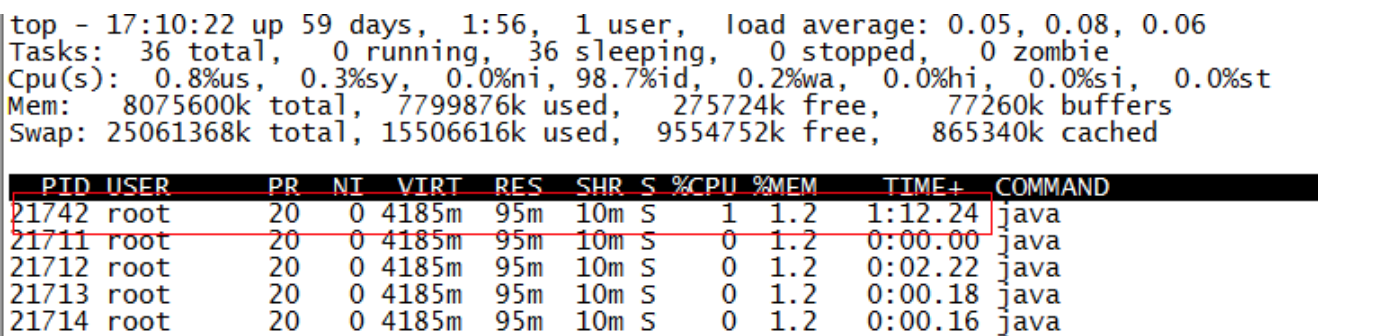 top - 17:10:22 up 59 days, 1:56, 1 user, load average: 0.05, 0.08, 0.06
Tasks: 36 total, 0 running, 36 sleeping, 0 stopped, 0 zombie
Cpu(s): 0.8%us, 0.3%sy, 0.0%ni, 98.7%id, 0.2%wa, 0.0%hi, 0.0%si, 0.0%st
Mem: 8075600k total, 7799876k used, 275724k free, 77260k buffers
Swap: 25061368k total, 15506616k used, 9554752k free, 865340k cached
PID USER PR NI VIRT RES SHR S %CPU %MEM TIME+ COMMAND
21742 root 20 0 4185m 95m 10m S 1 1.2 1:12.24 java
21711 root 20 0 4185m 95m 10m S 0 1.2 0:00.00 java
21712 root 20 0 4185m 95m 10m S 0 1.2 0:02.22 java
21713 root 20 0 4185m 95m 10m S 0 1.2 0:00.18 java
21714 root 20 0 4185m 95m 10m S 0 1.2 0:00.16 java